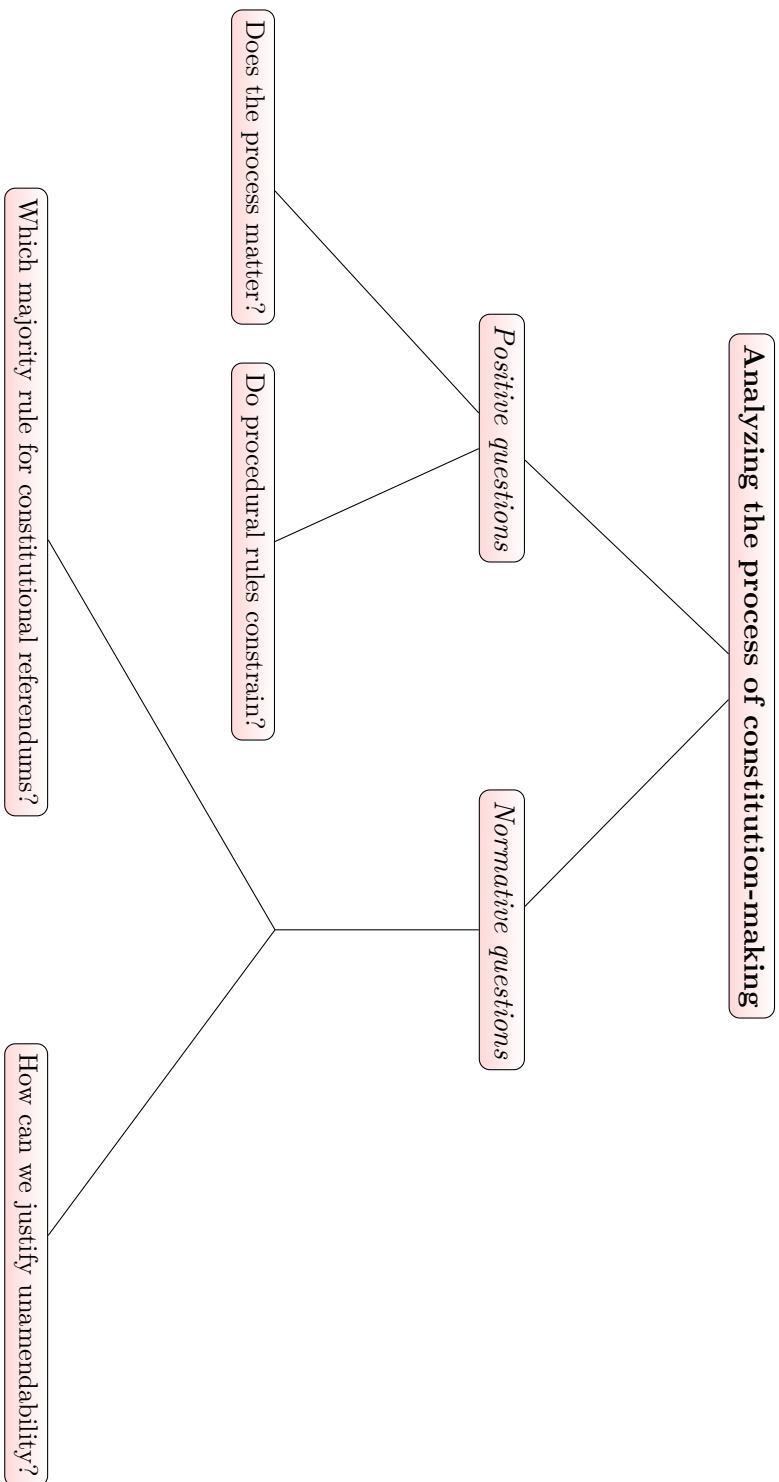 Analyzing the process of constitution-making
Positive questions
Normative questions
Does the process matter?
Do procedural rules constrain?
Which majority rule for constitutional referendums?
How can we justify unamendability?